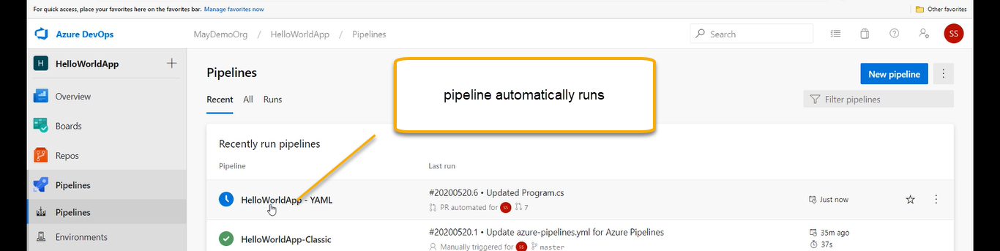 For quick access, place your favorites here on the favorites bar. Manage favorites now
Other favorites
Azure DevOps
MayDemoOrg / HelloWorldApp / Pipelines
Search
SS
H HelloWorldApp
Overview
Boards
Repos
Pipelines
Pipelines
Environments
Pipelines
New pipeline
Recent All Runs
Filter pipelines
pipeline automatically runs
Recently run pipelines
Pipeline Last run
HelloWorldApp - YAML
#20200520.6 • Updated Program.cs
PR automated for SS 7
Just now
HelloWorldApp-Classic
#20200520.1 • Update azure-pipelines.yml for Azure Pipelines
Manually triggered for SS master
35m ago
37s